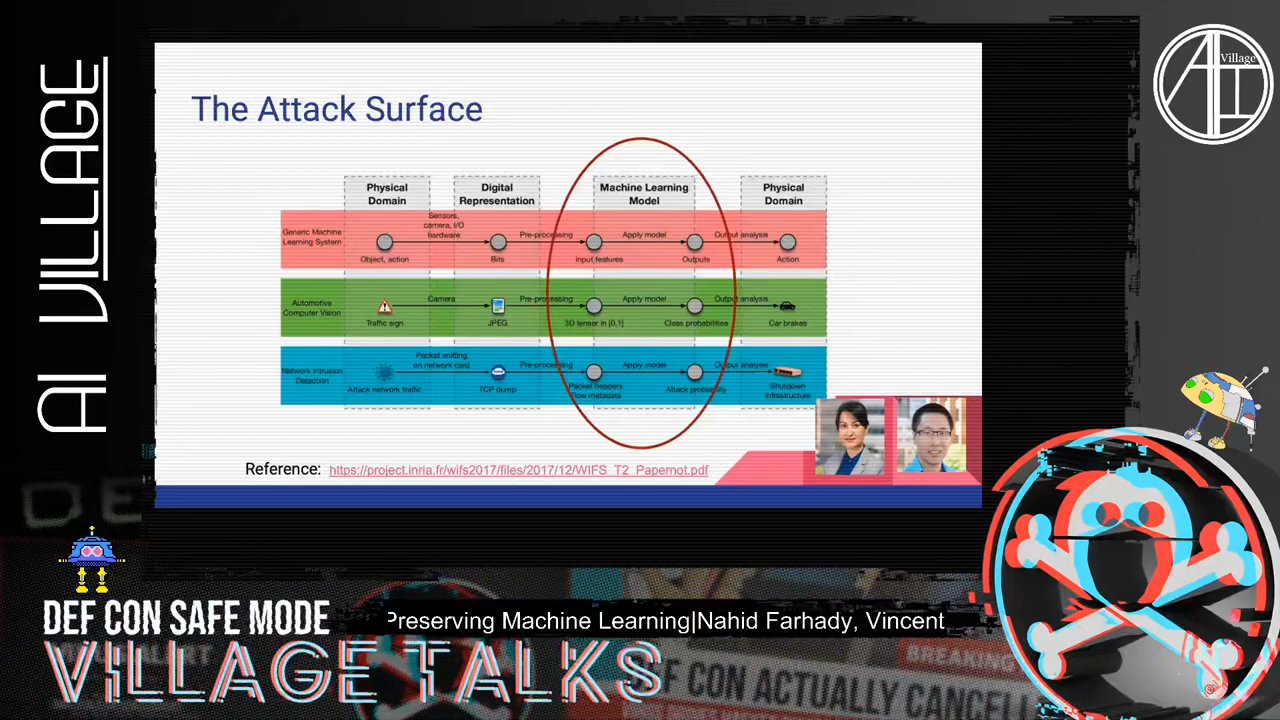 AI VILLAGE
AI Village
The Attack Surface
Physical
Domain
Digital
Representation
Machine Learning
Model
Physical
Domain
Generic Machine
Learning System
Sensors,
camera, I/O
hardware
Pre-processing
Apply model
Output analysis
Object, action
Bits
Input features
Outputs
Action
Automotive
Computer Vision
Camera
Pre-processing
Apply model
Output analysis
Traffic sign
JPEG
3D tensor in [0,1]
Class probabilities
Car brakes
Network Intrusion
Detection
Packet sniffing
on network card
Pre-processing
Apply model
Output analysis
Attack network traffic
TCP dump
Packet headers
Flow metadata
Attack probability
Shutdown
infrastructure
Reference: https://project.inria.fr/wifs2017/files/2017/12/WIFS_T2_Papernot.pdf
DEF CON SAFE MODE
Preserving Machine Learning|Nahid Farhady, Vincent
VILLAGE TALKS
BREAKING
DEF CON ACTUALLY CANCELL